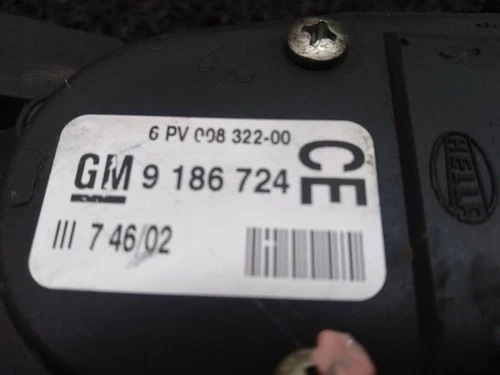 6 PV 008 322-00
GM 9 186 724
CE
III 7 46/02
HELLA